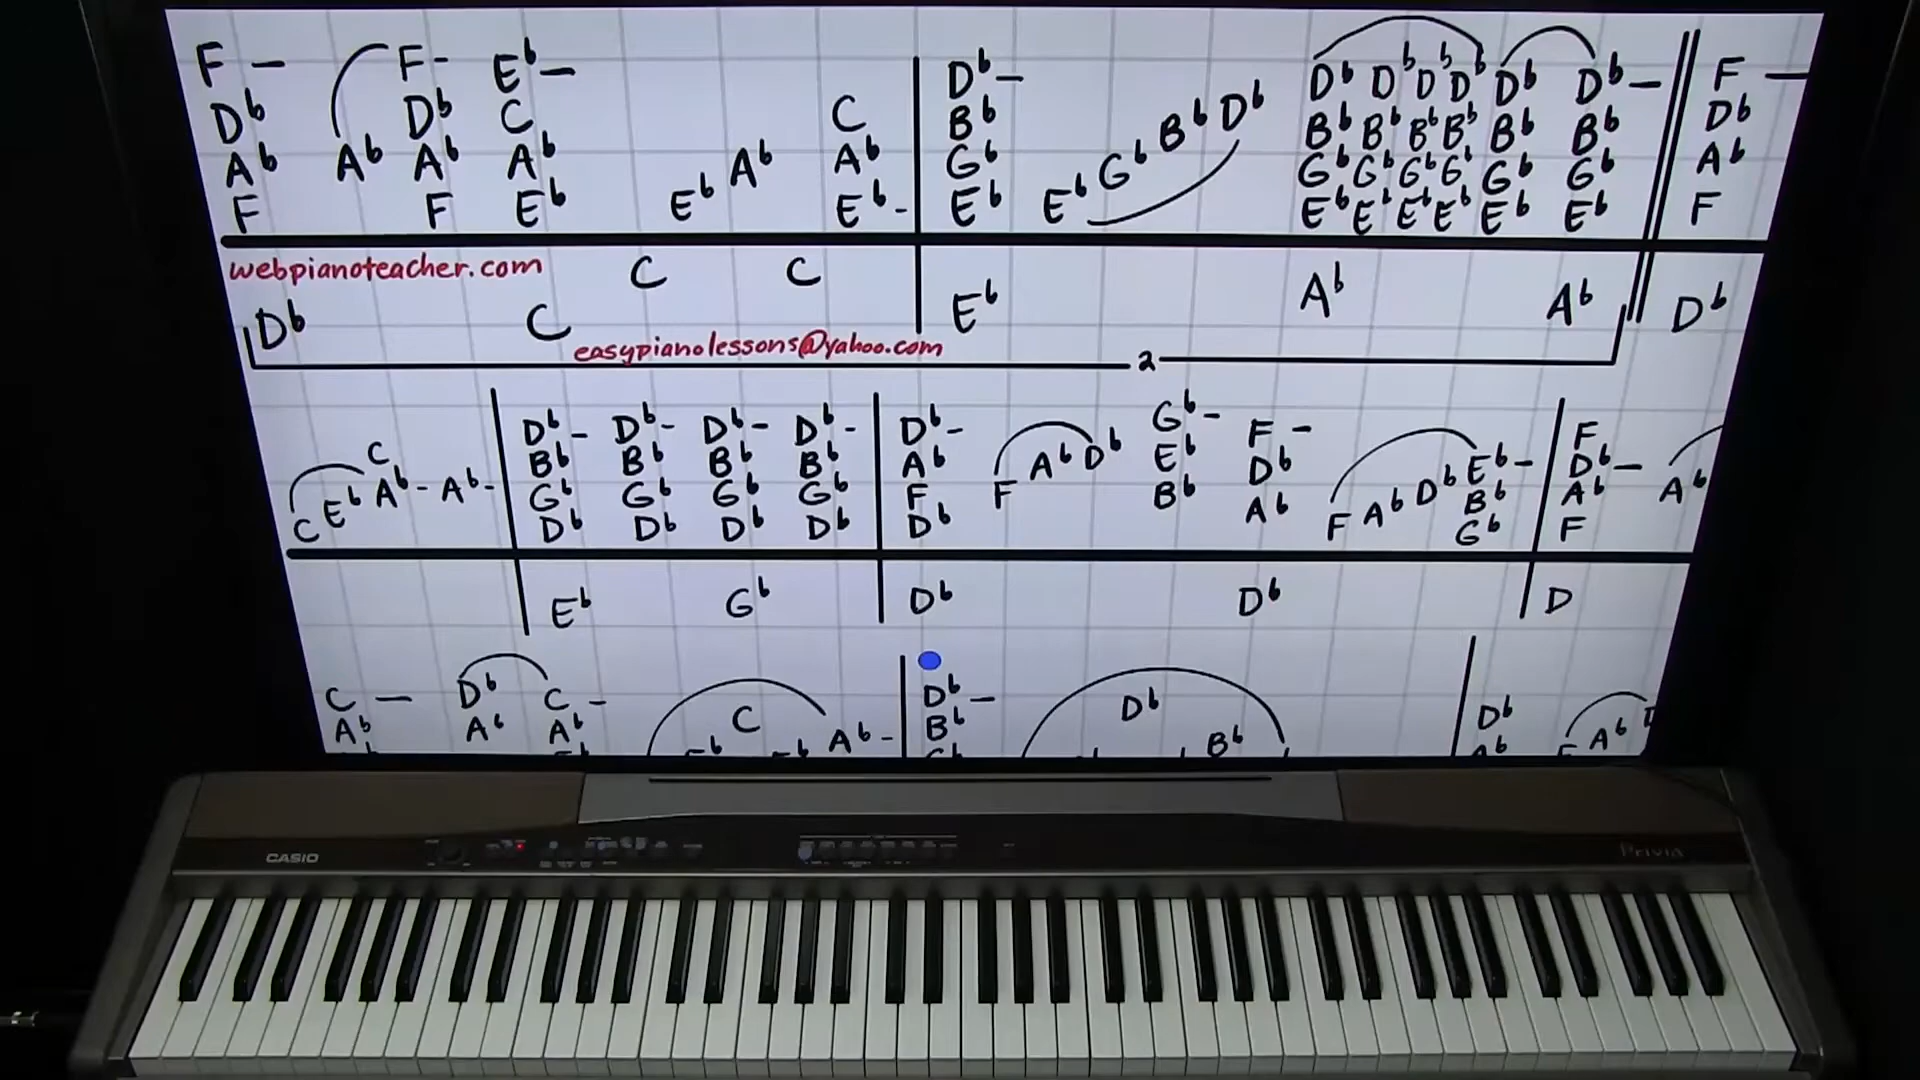 F — F- E♭— C D♭— D♭ D♭ D♭ D♭ D♭ D♭ D♭— F —
D♭ D♭ C B♭ B♭ B♭ B♭ B♭ B♭ B♭ B♭ D♭
A♭ A♭ A♭ A♭ A♭ A♭ G♭ G♭ G♭ G♭ G♭ G♭ G♭ G♭ A♭
F F E♭ E♭ E♭- E♭ E♭ E♭ E♭ E♭ E♭ E♭ E♭ F
webpianoteacher.com C C
D♭ C E♭ A♭ A♭ D♭
easypianolessons@yahoo.com
2
C D♭- D♭- D♭- D♭- D♭- G♭- F - F
E♭ A♭- A♭- B♭ B♭ B♭ B♭ A♭ A♭ D♭ E♭ D♭ D♭ E♭- D♭- A♭
C G♭ G♭ G♭ G♭ F F B♭ A♭ F A♭ B♭ A♭
D♭ D♭ D♭ D♭ D♭ G♭ F
E♭ G♭ D♭ D♭ D
C — D♭ C - C D♭- D♭ D♭
A♭ A♭ A♭ A♭- B♭ B♭ A♭
CASIO Privia